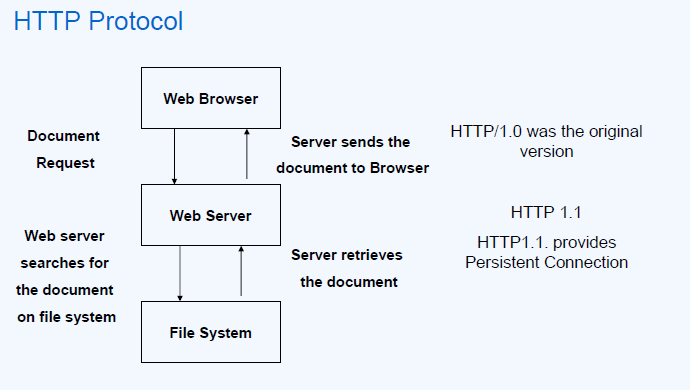 HTTP Protocol
Web Browser
Document
Request
Server sends the
document to Browser
HTTP/1.0 was the original
version
Web Server
HTTP 1.1
HTTP1.1. provides
Persistent Connection
Web server
searches for
the document
on file system
Server retrieves
the document
File System